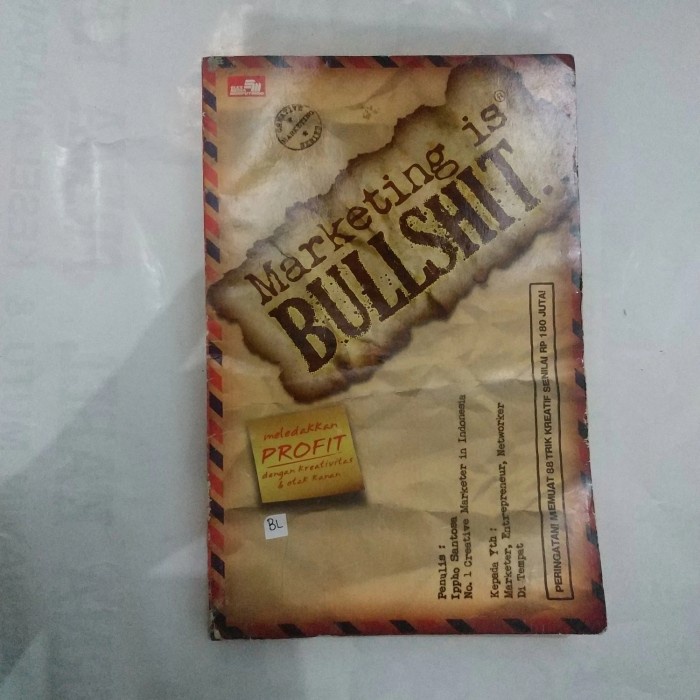 Marketing is®
BULLSHIT.
meledakkan
PROFIT
dengan kreativitas
& otak kanan
BL
Penulis :
Ippho Santosa
No. 1 Creative Marketer in Indonesia
Kepada Yth :
Marketer, Entrepreneur, Networker
Di Tempat
PERINGATAN! MEMUAT 88 TRIK KREATIF SENILAI RP 180 JUTA!